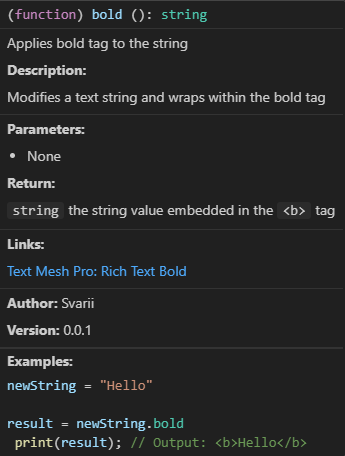 (function) bold (): string
Applies bold tag to the string
Description:
Modifies a text string and wraps within the bold tag
Parameters:
• None
Return:
string the string value embedded in the <b> tag
Links:
Text Mesh Pro: Rich Text Bold
Author: Svarii
Version: 0.0.1
Examples:
newString = "Hello"
result = newString.bold
print(result); // Output: <b>Hello</b>